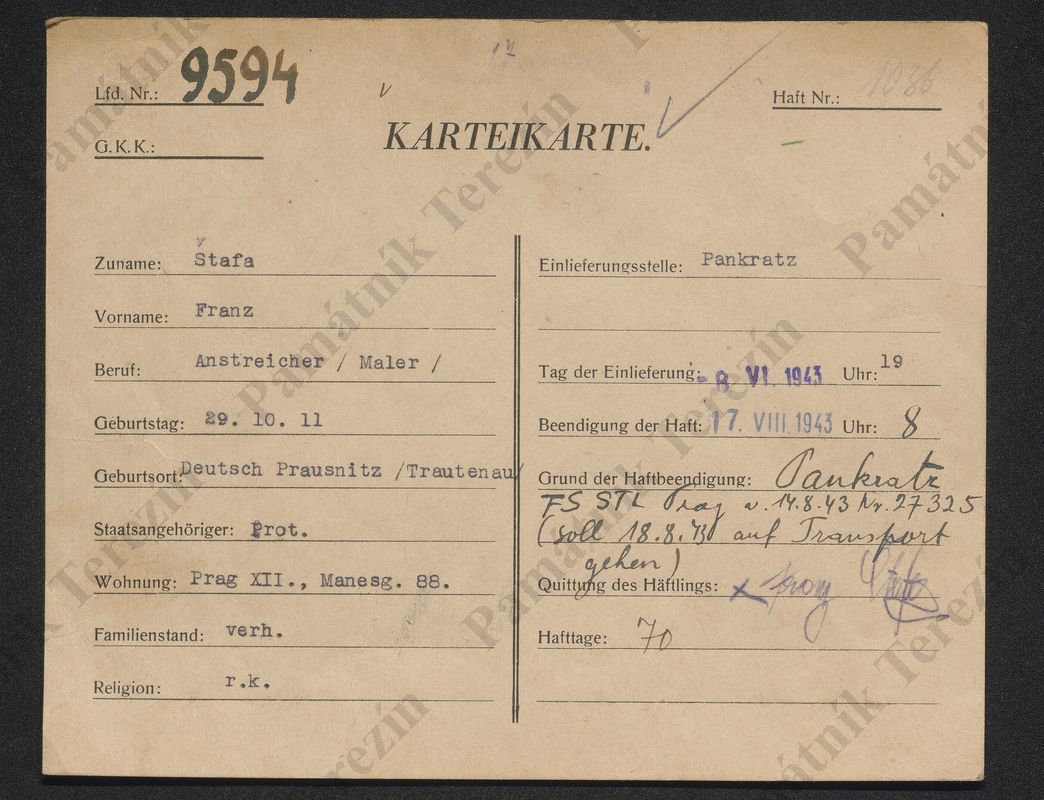 Lfd. Nr.: 9594
Haft Nr.: 1036
G. K. K.:
KARTEIKARTE.
Zuname: Štafa
Vorname: Franz
Beruf: Anstreicher / Maler /
Geburtstag: 29. 10. 11
Geburtsort: Deutsch Prausnitz /Trautenau/
Staatsangehöriger: Prot.
Wohnung: Prag XII., Manesg. 88.
Familienstand: verh.
Religion: r.k.
Einlieferungsstelle: Pankratz
Tag der Einlieferung: - 8. VI. 1943 Uhr: 19
Beendigung der Haft: 17. VIII. 1943 Uhr: 8
Grund der Haftbeendigung: Pankratz
FS STL Prag v. 14.8.43 Nr. 27325
(soll 18.8.43 auf Transport
gehen)
Quittung des Häftlings: x Franz
Hafttage: 70
Památník Terezín